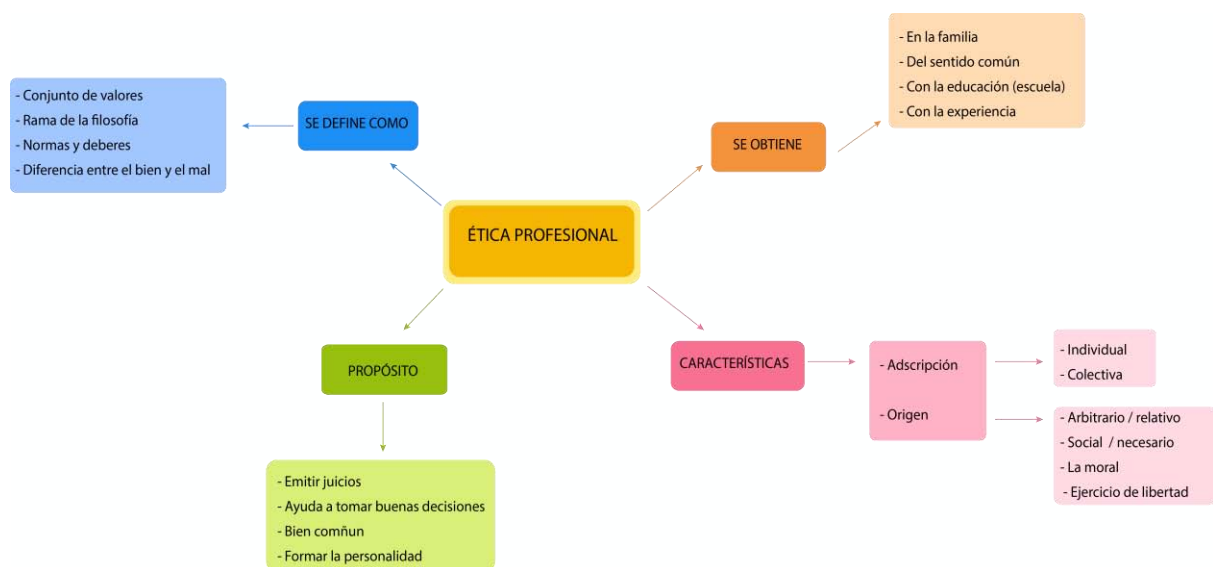 ÉTICA PROFESIONAL
SE DEFINE COMO
- Conjunto de valores
- Rama de la filosofía
- Normas y deberes
- Diferencia entre el bien y el mal
SE OBTIENE
- En la familia
- Del sentido común
- Con la educación (escuela)
- Con la experiencia
PROPÓSITO
- Emitir juicios
- Ayuda a tomar buenas decisiones
- Bien comñun
- Formar la personalidad
CARACTERÍSTICAS
- Adscripción
- Origen
- Individual
- Colectiva
- Arbitrario / relativo
- Social / necesario
- La moral
- Ejercicio de libertad